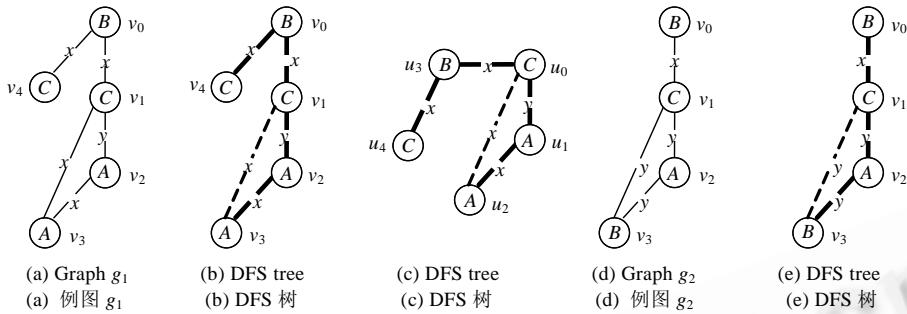 B v0
x
x
v4 C
C v1
x
y
A v2
x
A v3
(a) Graph g1
(a) 例图 g1
B v0
x
x
v4 C
C v1
x
y
A v2
x
A v3
(b) DFS tree
(b) DFS 树
u3 B x C u0
x
x
y
u4 C
A u1
x
A u2
(c) DFS tree
(c) DFS 树
B v0
x
C v1
y
y
A v2
y
B v3
(d) Graph g2
(d) 例图 g2
B v0
x
C v1
y
y
A v2
y
B v3
(e) DFS tree
(e) DFS 树